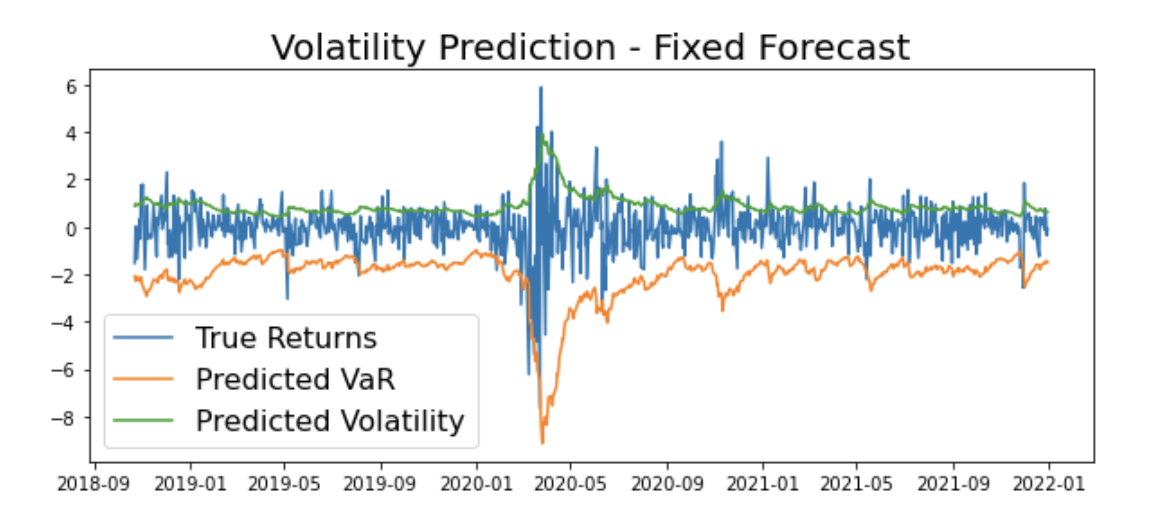 Volatility Prediction - Fixed Forecast
6
4
2
0
−2
−4
−6
−8
True Returns
Predicted VaR
Predicted Volatility
2018-09 2019-01 2019-05 2019-09 2020-01 2020-05 2020-09 2021-01 2021-05 2021-09 2022-01